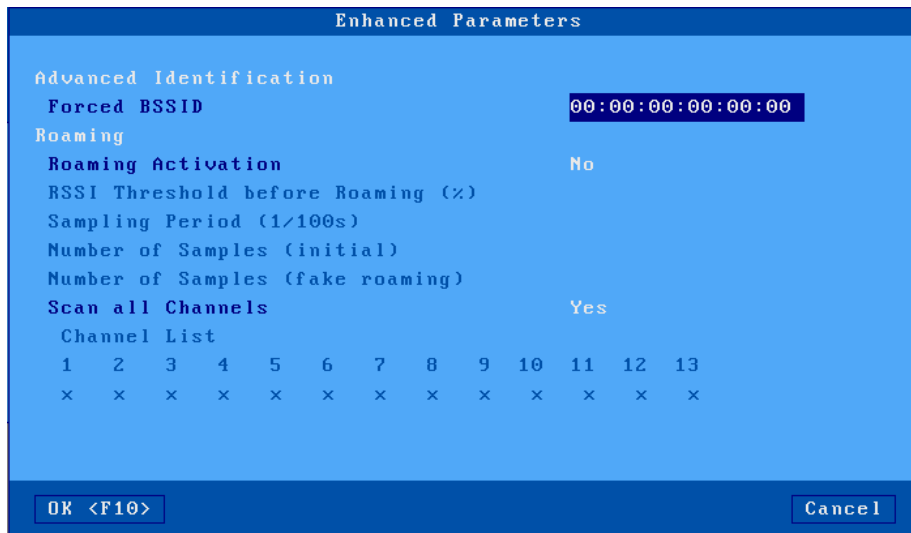 Enhanced Parameters
Advanced Identification
Forced BSSID 00:00:00:00:00:00
Roaming
Roaming Activation No
RSSI Threshold before Roaming (%)
Sampling Period (1/100s)
Number of Samples (initial)
Number of Samples (fake roaming)
Scan all Channels Yes
Channel List
1 2 3 4 5 6 7 8 9 10 11 12 13
x x x x x x x x x x x x x
OK <F10> Cancel